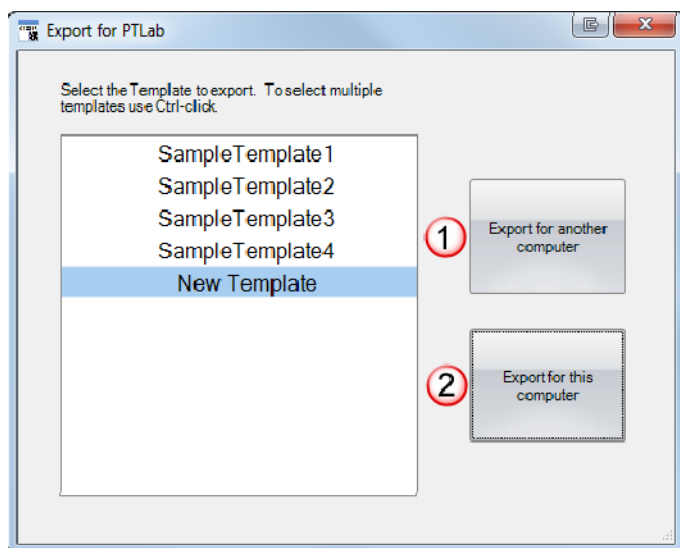 Export for PTLab
Select the Template to export. To select multiple
templates use Ctrl-click.
SampleTemplate1
SampleTemplate2
SampleTemplate3
SampleTemplate4
New Template
1
Export for another
computer
2
Export for this
computer